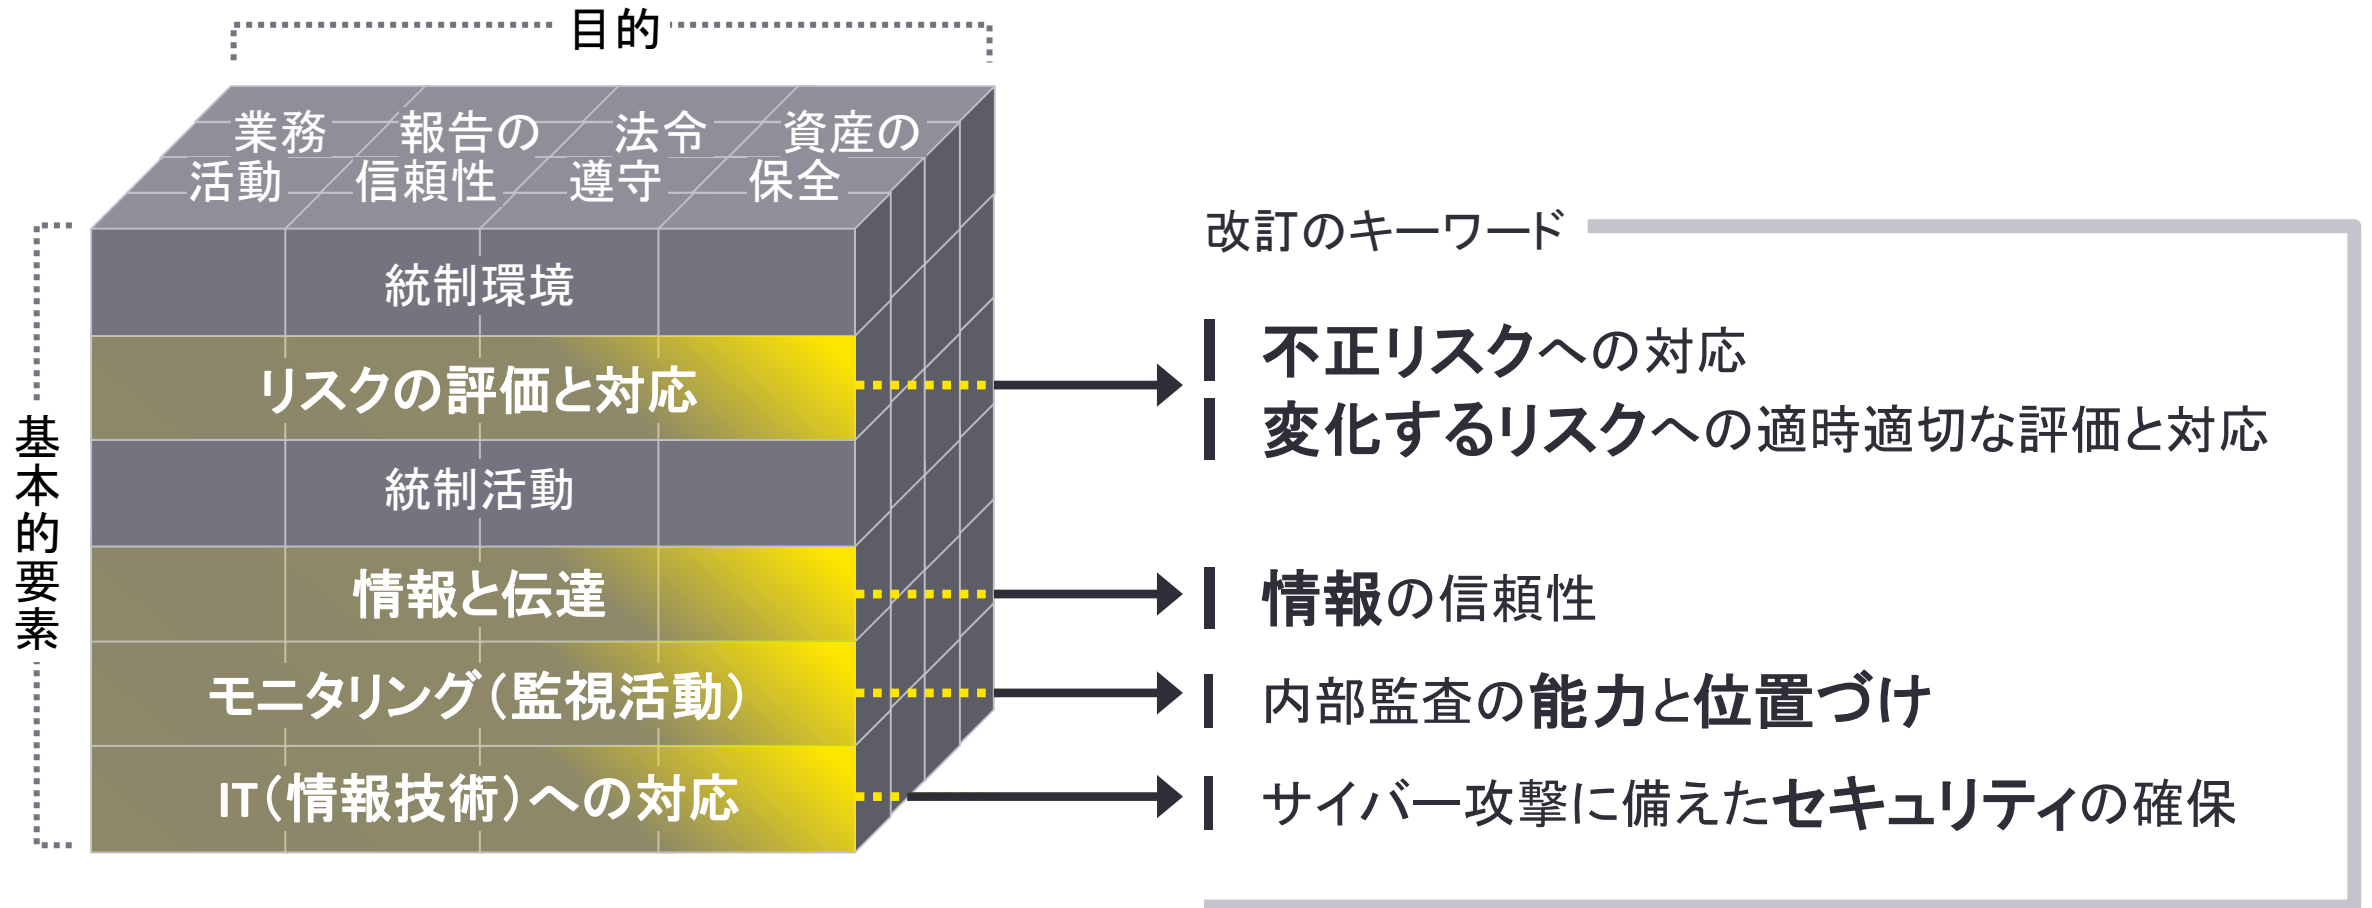 目的
業務
活動
報告の
信頼性
法令
遵守
資産の
保全
基本的要素
統制環境
リスクの評価と対応
統制活動
情報と伝達
モニタリング（監視活動）
IT（情報技術）への対応
改訂のキーワード
不正リスクへの対応
変化するリスクへの適時適切な評価と対応
情報の信頼性
内部監査の能力と位置づけ
サイバー攻撃に備えたセキュリティの確保